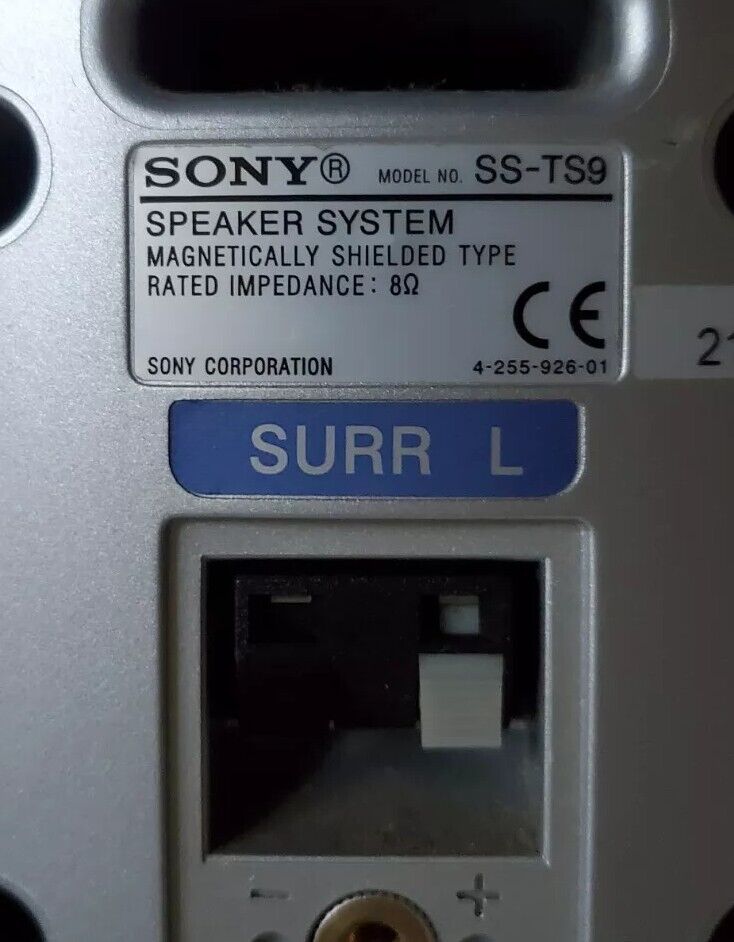 SONY® MODEL NO. SS-TS9
SPEAKER SYSTEM
MAGNETICALLY SHIELDED TYPE
RATED IMPEDANCE: 8Ω
CE
SONY CORPORATION 4-255-926-01
SURR L
− +